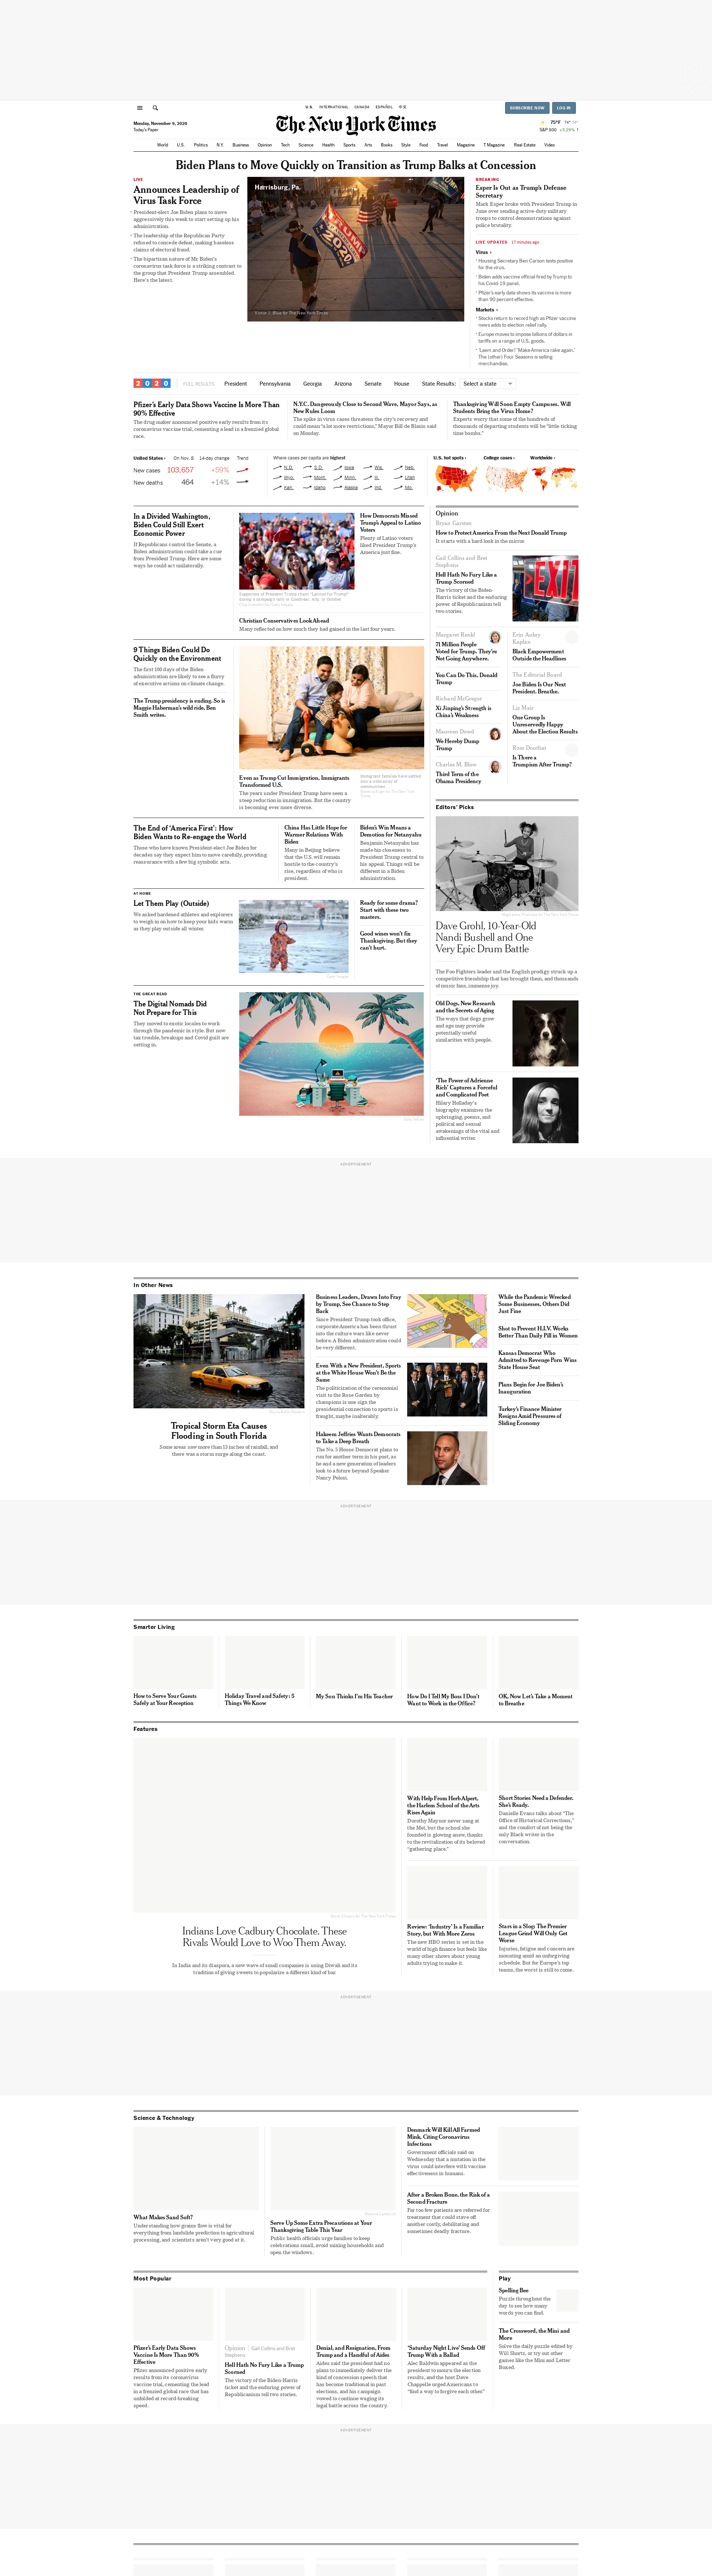 U.S. INTERNATIONAL CANADA ESPAÑOL 中文
SUBSCRIBE NOW LOG IN
Monday, November 9, 2020
Today's Paper
The New York Times
75°F
S&P 500 +3.29% ↑
World U.S. Politics N.Y. Business Opinion Tech Science Health Sports Arts Books Style Food Travel Magazine T Magazine Real Estate Video
Biden Plans to Move Quickly on Transition as Trump Balks at Concession
LIVE
Announces Leadership of
Virus Task Force
President-elect Joe Biden plans to move
aggressively this week to start setting up his
administration.
The leadership of the Republican Party
refused to concede defeat, making baseless
claims of electoral fraud.
The bipartisan nature of Mr. Biden's
coronavirus task force is a striking contrast to
the group that President Trump assembled.
Here's the latest.
Harrisburg, Pa.
TRUMP
2020
BREAKING
Esper Is Out as Trump's Defense
Secretary
Mark Esper broke with President Trump in
June over sending active-duty military
troops to control demonstrations against
police brutality.
LIVE UPDATES 17 minutes ago
Virus ›
Housing Secretary Ben Carson tests positive
for the virus.
Biden adds vaccine official fired by Trump to
his Covid-19 panel.
Pfizer's early data shows its vaccine is more
than 90 percent effective.
Markets ›
Stocks return to record high as Pfizer vaccine
news adds to election relief rally.
Europe moves to impose billions of dollars in
tariffs on a range of U.S. goods.
'Lawn and Order!' 'Make America rake again.'
The (other) Four Seasons is selling
merchandise.
2020 FULL RESULTS President Pennsylvania Georgia Arizona Senate House State Results: Select a state
Pfizer's Early Data Shows Vaccine Is More Than
90% Effective
The drug maker announced positive early results from its
coronavirus vaccine trial, cementing a lead in a frenzied global
race.
N.Y.C. Dangerously Close to Second Wave, Mayor Says, as
New Rules Loom
The spike in virus cases threatens the city's recovery and
could mean "a lot more restrictions," Mayor Bill de Blasio said
on Monday.
Thanksgiving Will Soon Empty Campuses. Will
Students Bring the Virus Home?
Experts worry that some of the hundreds of
thousands of departing students will be "little ticking
time bombs."
United States › On Nov. 8 14-day change Trend
New cases 103,657 +59%
New deaths 464 +14%
Where cases per capita are highest
N.D. S.D. Iowa Wis. Neb.
Wyo. Mont. Minn. Ill. Utah
Kan. Idaho Alaska Ind. Mo.
U.S. hot spots › College cases › Worldwide ›
In a Divided Washington,
Biden Could Still Exert
Economic Power
If Republicans control the Senate, a
Biden administration could take a cue
from President Trump. Here are some
ways he could act unilaterally.
Supporters of President Trump cheer "Latinos for Trump"
during a campaign rally in Goodyear, Ariz. in October.
How Democrats Missed
Trump's Appeal to Latino
Voters
Plenty of Latino voters
liked President Trump's
America just fine.
Christian Conservatives Look Ahead
Many reflected on how much they had gained in the last four years.
9 Things Biden Could Do
Quickly on the Environment
The first 100 days of the Biden
administration are likely to see a flurry
of executive actions on climate change.
The Trump presidency is ending. So is
Maggie Haberman's wild ride, Ben
Smith writes.
Even as Trump Cut Immigration, Immigrants
Transformed U.S.
The years under President Trump have seen a
steep reduction in immigration. But the country
is becoming ever more diverse.
Immigrant families have settled
into a wide array of
communities.
The End of 'America First': How
Biden Wants to Re-engage the World
Those who have known President-elect Joe Biden for
decades say they expect him to move carefully, providing
reassurance with a few big symbolic acts.
China Has Little Hope for
Warmer Relations With
Biden
Many in Beijing believe
that the U.S. will remain
hostile to the country's
rise, regardless of who is
president.
Biden's Win Means a
Demotion for Netanyahu
Benjamin Netanyahu has
made his closeness to
President Trump central to
his appeal. Things will be
different in a Biden
administration.
AT HOME
Let Them Play (Outside)
We asked hardened athletes and explorers
to weigh in on how to keep your kids warm
as they play outside all winter.
Getty Images
Ready for some drama?
Start with these two
masters.
Good wines won't fix
Thanksgiving. But they
can't hurt.
THE GREAT READ
The Digital Nomads Did
Not Prepare for This
They moved to exotic locales to work
through the pandemic in style. But now
tax trouble, breakups and Covid guilt are
setting in.
Opinion
Bryan Garsten
How to Protect America From the Next Donald Trump
It starts with a hard look in the mirror.
Gail Collins and Bret
Stephens
Hell Hath No Fury Like a
Trump Scorned
The victory of the Biden-
Harris ticket and the enduring
power of Republicanism tell
two stories.
EXIT
Margaret Renkl
71 Million People
Voted for Trump. They're
Not Going Anywhere.
You Can Do This, Donald
Trump
Richard McGregor
Xi Jinping's Strength is
China's Weakness
Maureen Dowd
We Hereby Dump
Trump
Charles M. Blow
Third Term of the
Obama Presidency
Erin Aubry
Kaplan
Black Empowerment
Outside the Headlines
The Editorial Board
Joe Biden Is Our Next
President. Breathe.
Liz Mair
One Group Is
Unreservedly Happy
About the Election Results
Ross Douthat
Is There a
Trumpism After Trump?
Editors' Picks
Dave Grohl, 10-Year-Old
Nandi Bushell and One
Very Epic Drum Battle
The Foo Fighters leader and the English prodigy struck up a
competitive friendship that has brought them, and thousands
of music fans, immense joy.
Old Dogs, New Research
and the Secrets of Aging
The ways that dogs grow
and age may provide
potentially useful
similarities with people.
'The Power of Adrienne
Rich' Captures a Forceful
and Complicated Poet
Hilary Holladay's
biography examines the
upbringing, poems, and
political and sexual
awakenings of the vital and
influential writer.
ADVERTISEMENT
In Other News
Tropical Storm Eta Causes
Flooding in South Florida
Some areas saw more than 13 inches of rainfall, and
there was a storm surge along the coast.
Business Leaders, Drawn Into Fray
by Trump, See Chance to Step
Back
Since President Trump took office,
corporate America has been thrust
into the culture wars like never
before. A Biden administration could
be very different.
Even With a New President, Sports
at the White House Won't Be the
Same
The politicization of the ceremonial
visit to the Rose Garden by
champions is one sign the
presidential connection to sports is
fraught, maybe inalterably.
Hakeem Jeffries Wants Democrats
to Take a Deep Breath
The No. 5 House Democrat plans to
run for another term in his post, as
he and a new generation of leaders
look to a future beyond Speaker
Nancy Pelosi.
While the Pandemic Wrecked
Some Businesses, Others Did
Just Fine
Shot to Prevent H.I.V. Works
Better Than Daily Pill in Women
Kansas Democrat Who
Admitted to Revenge Porn Wins
State House Seat
Plans Begin for Joe Biden's
Inauguration
Turkey's Finance Minister
Resigns Amid Pressures of
Sliding Economy
ADVERTISEMENT
Smarter Living
How to Serve Your Guests
Safely at Your Reception
Holiday Travel and Safety: 5
Things We Know
My Son Thinks I'm His Teacher
How Do I Tell My Boss I Don't
Want to Work in the Office?
OK, Now Let's Take a Moment
to Breathe
Features
Indians Love Cadbury Chocolate. These
Rivals Would Love to Woo Them Away.
In India and its diaspora, a new wave of small companies is using Diwali and its
tradition of giving sweets to popularize a different kind of bar.
With Help From Herb Alpert,
the Harlem School of the Arts
Rises Again
Dorothy Maynor never sang at
the Met, but the school she
founded is glowing anew, thanks
to the revitalization of its beloved
"gathering place."
Short Stories Need a Defender.
She's Ready.
Danielle Evans talks about "The
Office of Historical Corrections,"
and the comfort of not being the
only Black writer in the
conversation.
Review: 'Industry' Is a Familiar
Story, but With More Zeros
The new HBO series is set in the
world of high finance but feels like
many other shows about young
adults trying to make it.
Stars in a Slog: The Premier
League Grind Will Only Get
Worse
Injuries, fatigue and concern are
mounting amid an unforgiving
schedule. But for Europe's top
teams, the worst is still to come.
ADVERTISEMENT
Science & Technology
What Makes Sand Soft?
Understanding how grains flow is vital for
everything from landslide prediction to agricultural
processing, and scientists aren't very good at it.
Serve Up Some Extra Precautions at Your
Thanksgiving Table This Year
Public health officials urge families to keep
celebrations small, avoid mixing households and
open the windows.
Denmark Will Kill All Farmed
Mink, Citing Coronavirus
Infections
Government officials said on
Wednesday that a mutation in the
virus could interfere with vaccine
effectiveness in humans.
After a Broken Bone, the Risk of a
Second Fracture
Far too few patients are referred for
treatment that could stave off
another costly, debilitating and
sometimes deadly fracture.
Most Popular
Pfizer's Early Data Shows
Vaccine Is More Than 90%
Effective
Pfizer announced positive early
results from its coronavirus
vaccine trial, cementing the lead
in a frenzied global race that has
unfolded at record-breaking
speed.
Opinion | Gail Collins and Bret
Stephens
Hell Hath No Fury Like a Trump
Scorned
The victory of the Biden-Harris
ticket and the enduring power of
Republicanism tell two stories.
Denial, and Resignation, From
Trump and a Handful of Aides
Aides said the president had no
plans to immediately deliver the
kind of concession speech that
has become traditional in past
elections, and his campaign
vowed to continue waging its
legal battle across the country.
'Saturday Night Live' Sends Off
Trump With a Ballad
Alec Baldwin appeared as the
president to mourn the election
results, and the host Dave
Chappelle urged Americans to
"find a way to forgive each other."
Play
Spelling Bee
Puzzle throughout the
day to see how many
words you can find.
The Crossword, the Mini and
More
Solve the daily puzzle edited by
Will Shortz, or try out other
games like the Mini and Letter
Boxed.
ADVERTISEMENT